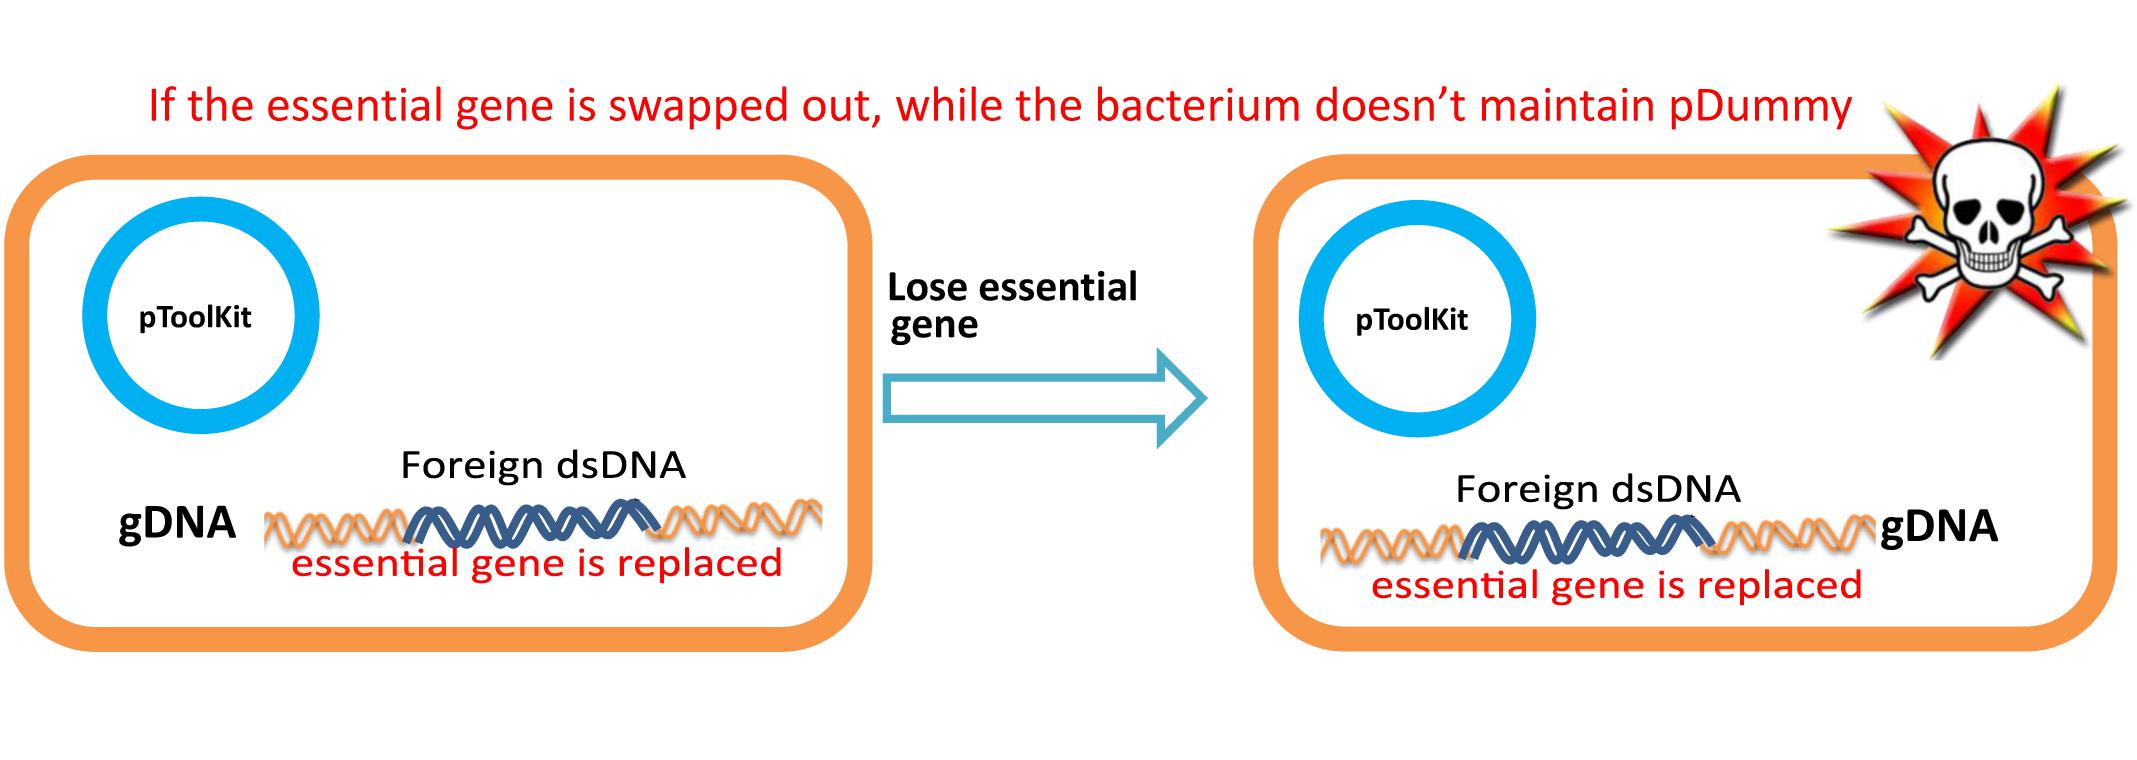 If the essential gene is swapped out, while the bacterium doesn’t maintain pDummy
pToolKit
Lose essential
gene
pToolKit
Foreign dsDNA
gDNA
essential gene is replaced
Foreign dsDNA
gDNA
essential gene is replaced